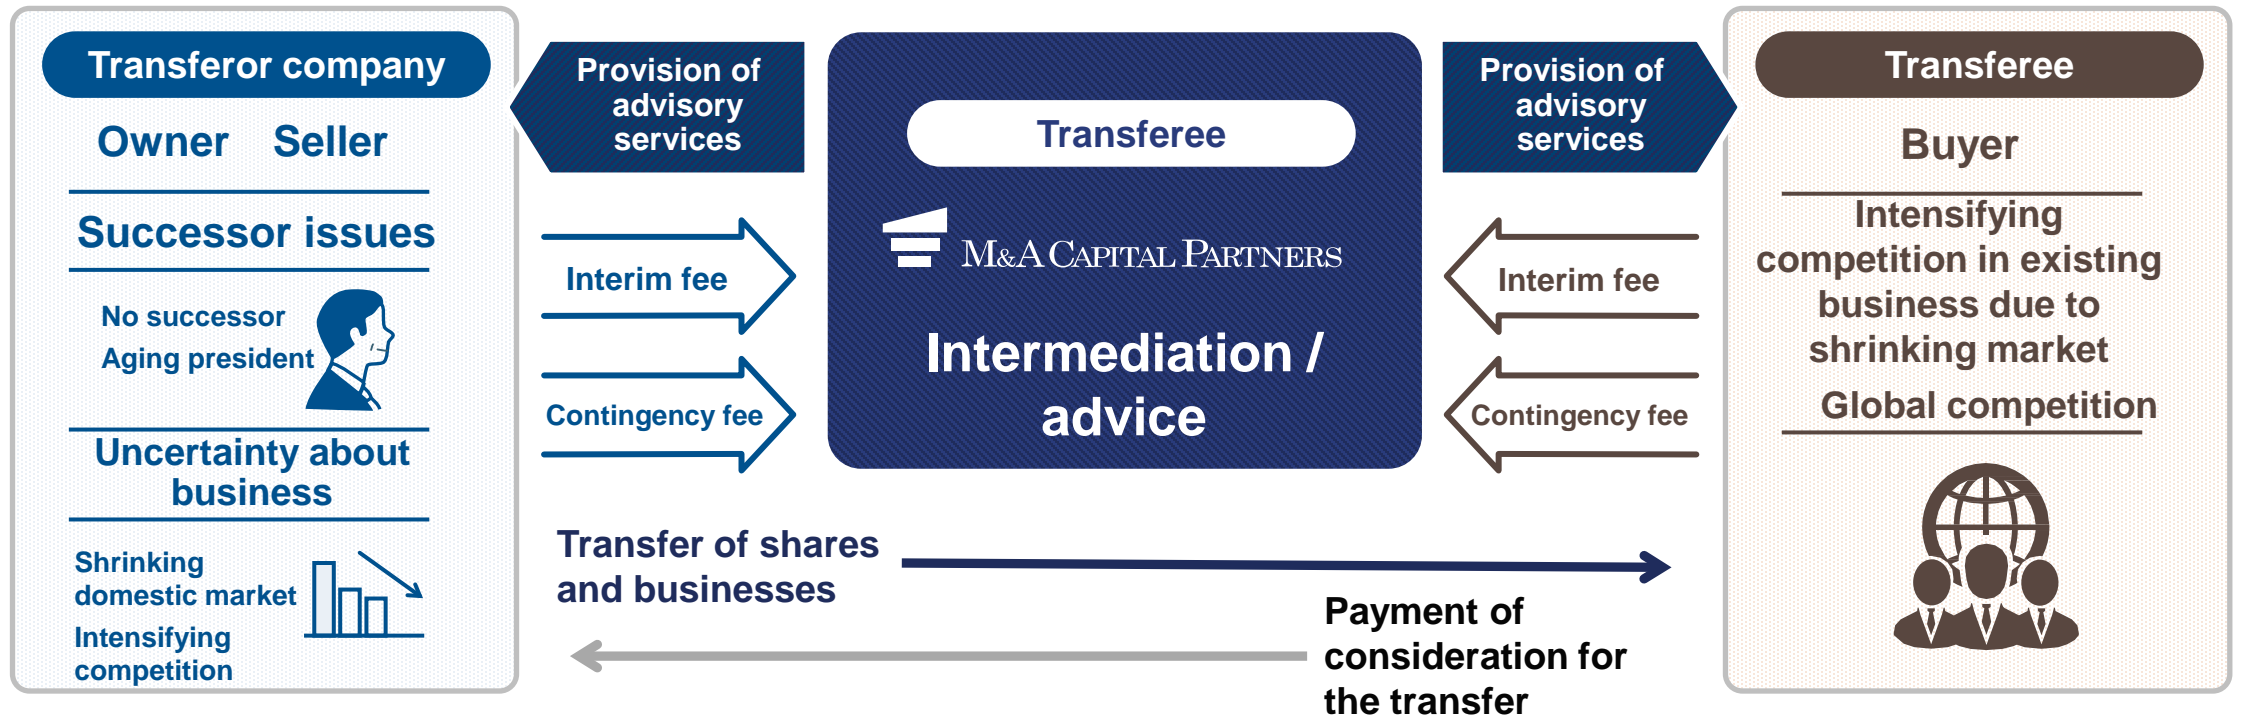 Transferor company
Owner Seller
Successor issues
No successor
Aging president
Uncertainty about
business
Shrinking
domestic market
Intensifying
competition
Provision of
advisory
services
Interim fee
Contingency fee
Transferee
M&A CAPITAL PARTNERS
Intermediation /
advice
Provision of
advisory
services
Interim fee
Contingency fee
Transfer of shares
and businesses
Payment of
consideration for
the transfer
Transferee
Buyer
Intensifying
competition in existing
business due to
shrinking market
Global competition